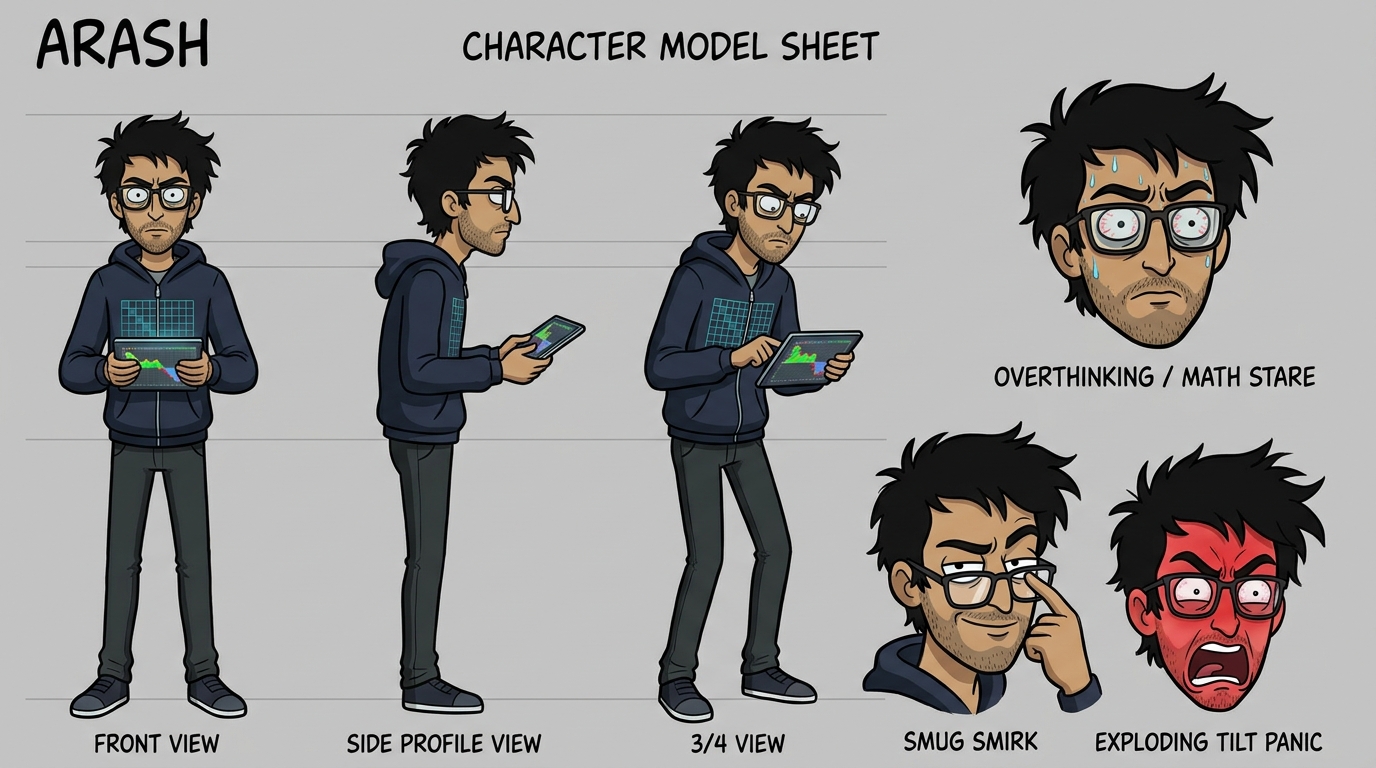 ARASH
CHARACTER MODEL SHEET
OVERTHINKING / MATH STARE
FRONT VIEW
SIDE PROFILE VIEW
3/4 VIEW
SMUG SMIRK
EXPLODING TILT PANIC